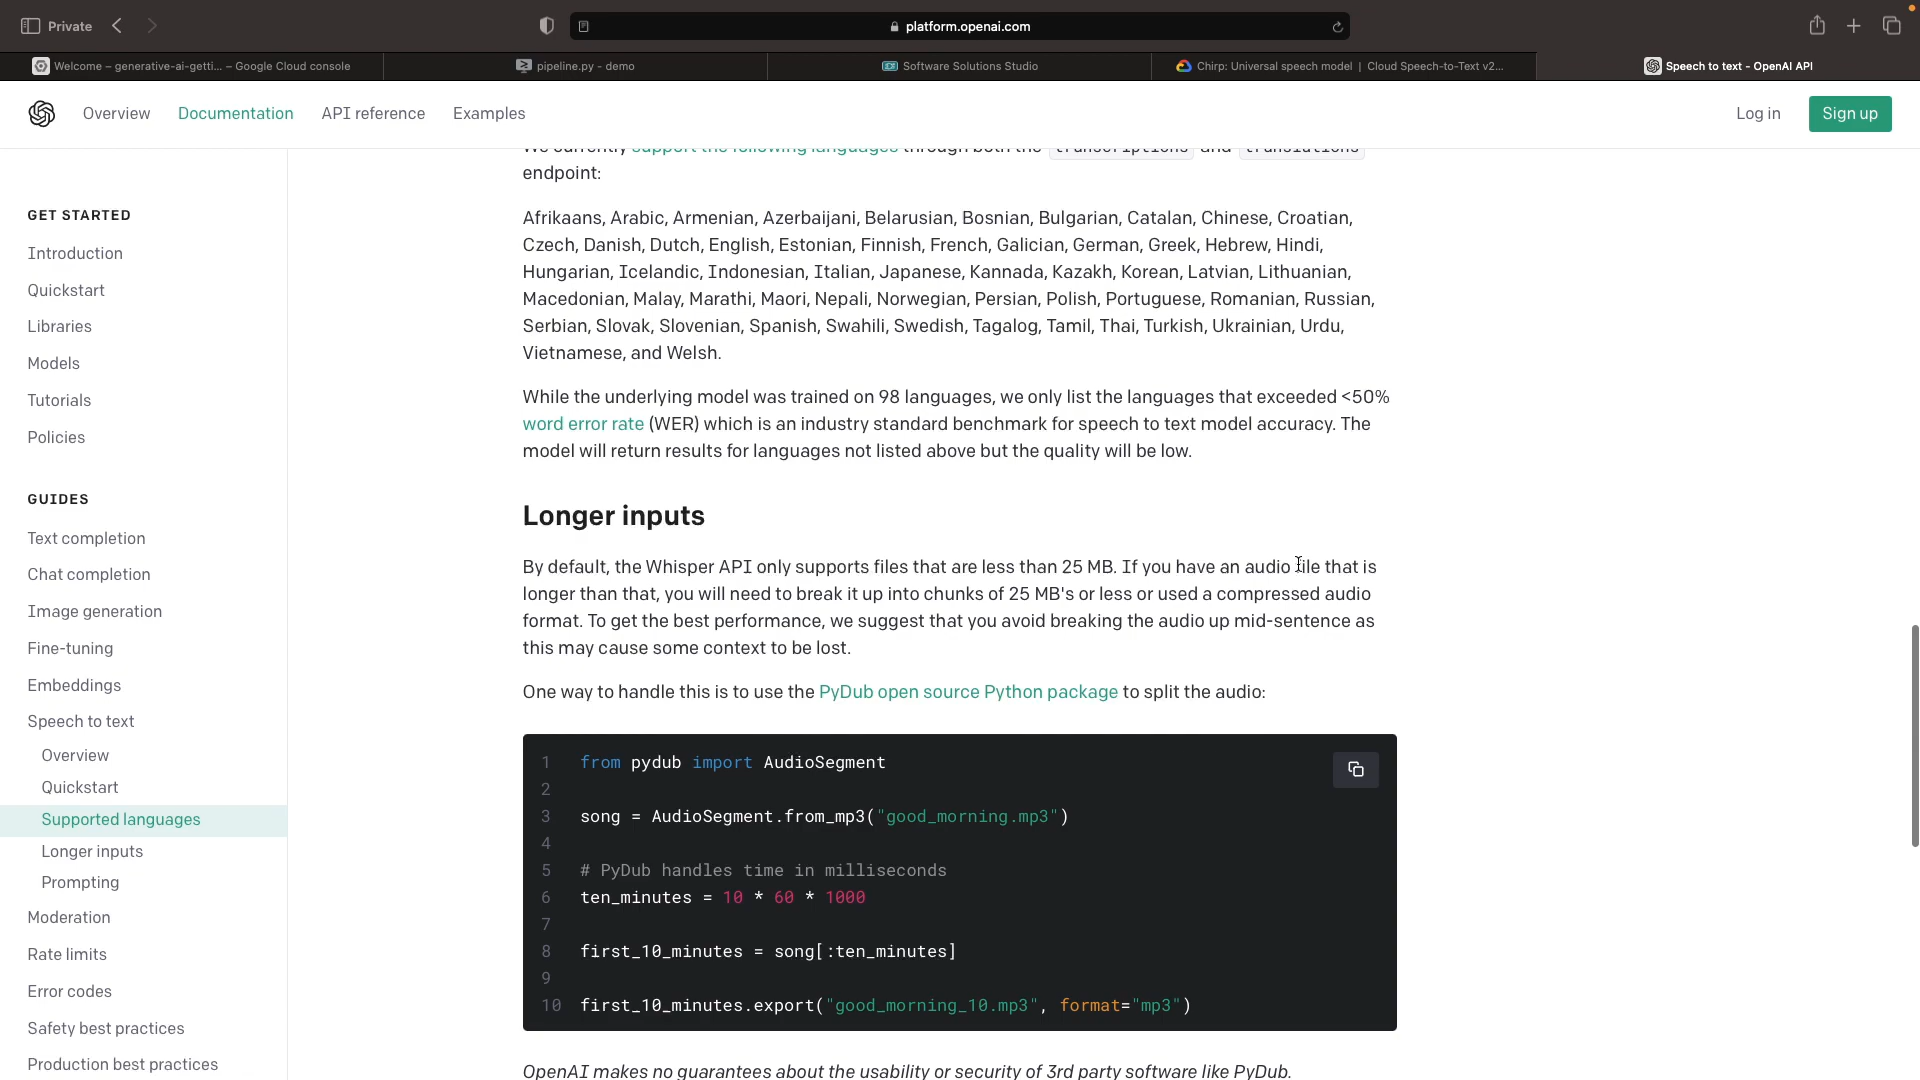 Private
platform.openai.com
Welcome – generative-ai-getti... – Google Cloud console
pipeline.py - demo
Software Solutions Studio
Chirp: Universal speech model | Cloud Speech-to-Text v2...
Speech to text - OpenAI API
Overview
Documentation
API reference
Examples
Log in
Sign up
GET STARTED
Introduction
Quickstart
Libraries
Models
Tutorials
Policies
GUIDES
Text completion
Chat completion
Image generation
Fine-tuning
Embeddings
Speech to text
Overview
Quickstart
Supported languages
Longer inputs
Prompting
Moderation
Rate limits
Error codes
Safety best practices
Production best practices
We currently support the following languages through both the transcriptions and translations
endpoint:
Afrikaans, Arabic, Armenian, Azerbaijani, Belarusian, Bosnian, Bulgarian, Catalan, Chinese, Croatian,
Czech, Danish, Dutch, English, Estonian, Finnish, French, Galician, German, Greek, Hebrew, Hindi,
Hungarian, Icelandic, Indonesian, Italian, Japanese, Kannada, Kazakh, Korean, Latvian, Lithuanian,
Macedonian, Malay, Marathi, Maori, Nepali, Norwegian, Persian, Polish, Portuguese, Romanian, Russian,
Serbian, Slovak, Slovenian, Spanish, Swahili, Swedish, Tagalog, Tamil, Thai, Turkish, Ukrainian, Urdu,
Vietnamese, and Welsh.
While the underlying model was trained on 98 languages, we only list the languages that exceeded <50%
word error rate (WER) which is an industry standard benchmark for speech to text model accuracy. The
model will return results for languages not listed above but the quality will be low.
Longer inputs
By default, the Whisper API only supports files that are less than 25 MB. If you have an audio file that is
longer than that, you will need to break it up into chunks of 25 MB's or less or used a compressed audio
format. To get the best performance, we suggest that you avoid breaking the audio up mid-sentence as
this may cause some context to be lost.
One way to handle this is to use the PyDub open source Python package to split the audio:
1 from pydub import AudioSegment
2
3 song = AudioSegment.from_mp3("good_morning.mp3")
4
5 # PyDub handles time in milliseconds
6 ten_minutes = 10 * 60 * 1000
7
8 first_10_minutes = song[:ten_minutes]
9
10 first_10_minutes.export("good_morning_10.mp3", format="mp3")
OpenAI makes no guarantees about the usability or security of 3rd party software like PyDub.